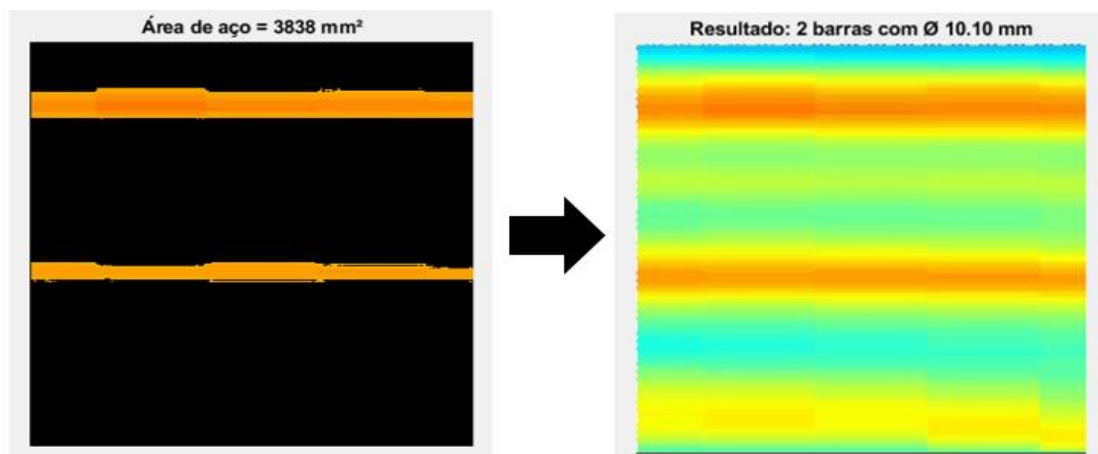 Área de aço = 3838 mm²
Resultado: 2 barras com Ø 10.10 mm